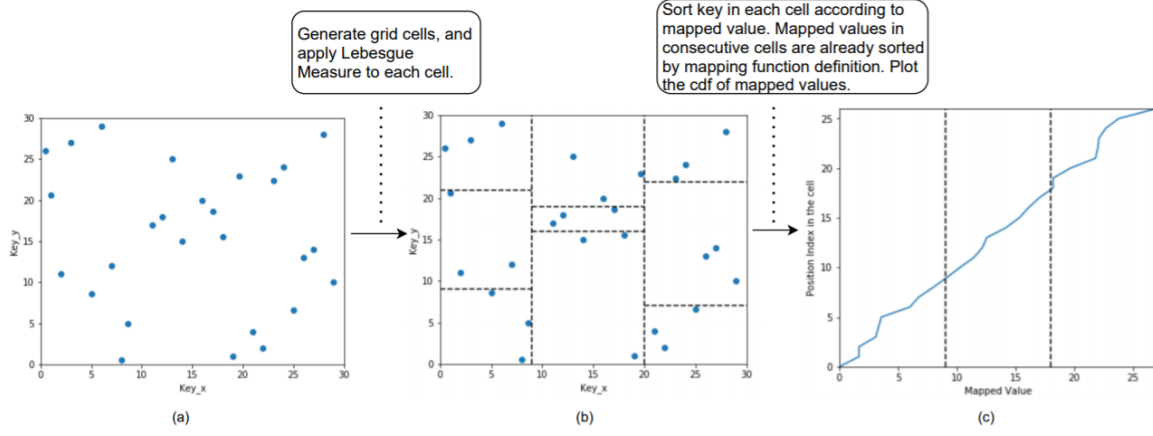 Generate grid cells, and
apply Lebesgue
Measure to each cell.
Sort key in each cell according to
mapped value. Mapped values in
consecutive cells are already sorted
by mapping function definition. Plot
the cdf of mapped values.
30
25
20
15
10
5
0
Key_y
0 5 10 15 20 25 30
Key_x
(a)
30
25
20
15
10
5
0
Key_y
0 5 10 15 20 25 30
Key_x
(b)
25
20
15
10
5
0
Position Index in the cell
0 5 10 15 20 25
Mapped Value
(c)